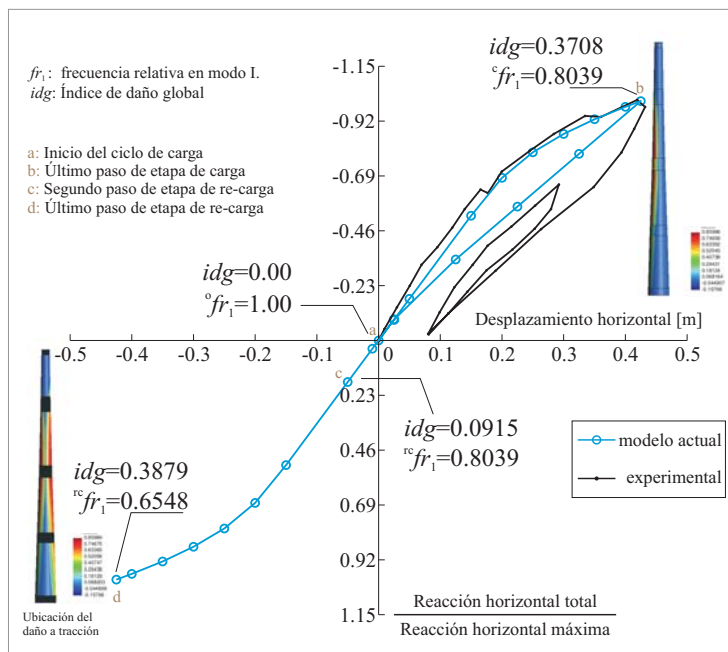 fr₁: frecuencia relativa en modo I.
idg: Índice de daño global
a: Inicio del ciclo de carga
b: Último paso de etapa de carga
c: Segundo paso de etapa de re-carga
d: Último paso de etapa de re-carga
idg=0.3708
ᶜfr₁=0.8039
b
-1.15
-0.92
-0.69
-0.46
-0.23
idg=0.00
ᵒfr₁=1.00
a
Desplazamiento horizontal [m]
-0.5 -0.4 -0.3 -0.2 -0.1 0 0.1 0.2 0.3 0.4 0.5
c
0.23
0.46
0.69
0.92
1.15
idg=0.0915
ʳᶜfr₁=0.8039
modelo actual
experimental
idg=0.3879
ʳᶜfr₁=0.6548
d
Ubicación del
daño a tracción
Reacción horizontal total
Reacción horizontal máxima